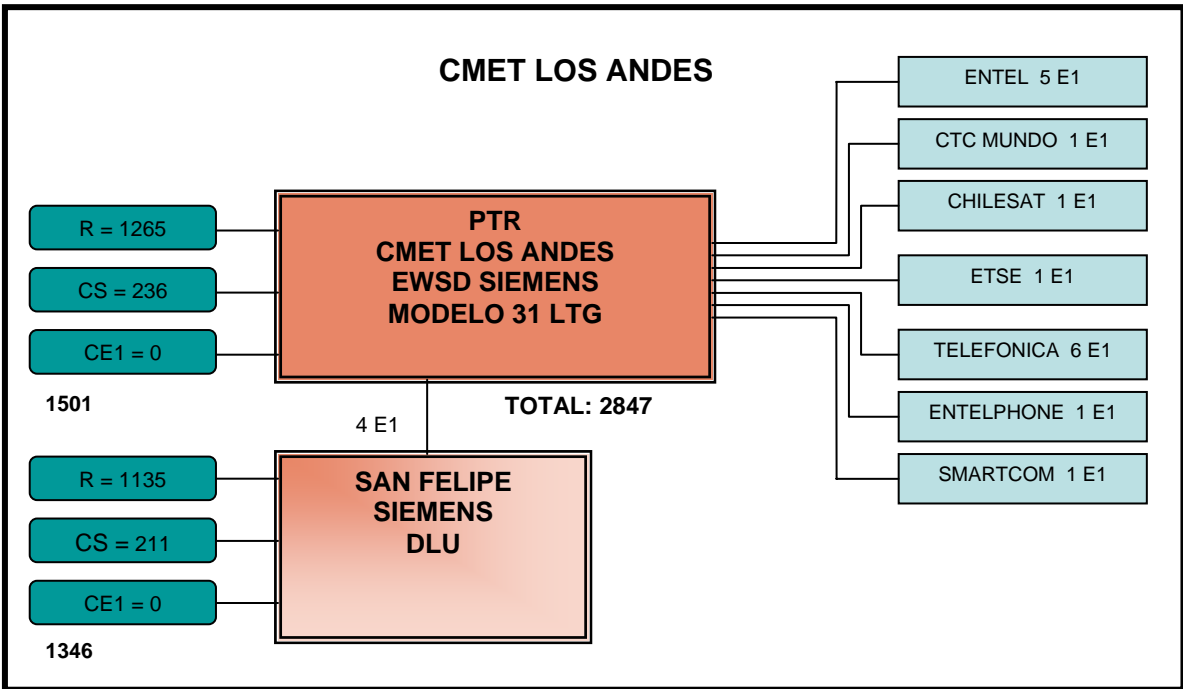 CMET LOS ANDES
ENTEL 5 E1
CTC MUNDO 1 E1
CHILESAT 1 E1
ETSE 1 E1
TELEFONICA 6 E1
ENTELPHONE 1 E1
SMARTCOM 1 E1
R = 1265
CS = 236
CE1 = 0
1501
PTR
CMET LOS ANDES
EWSD SIEMENS
MODELO 31 LTG
TOTAL: 2847
4 E1
R = 1135
CS = 211
CE1 = 0
1346
SAN FELIPE
SIEMENS
DLU